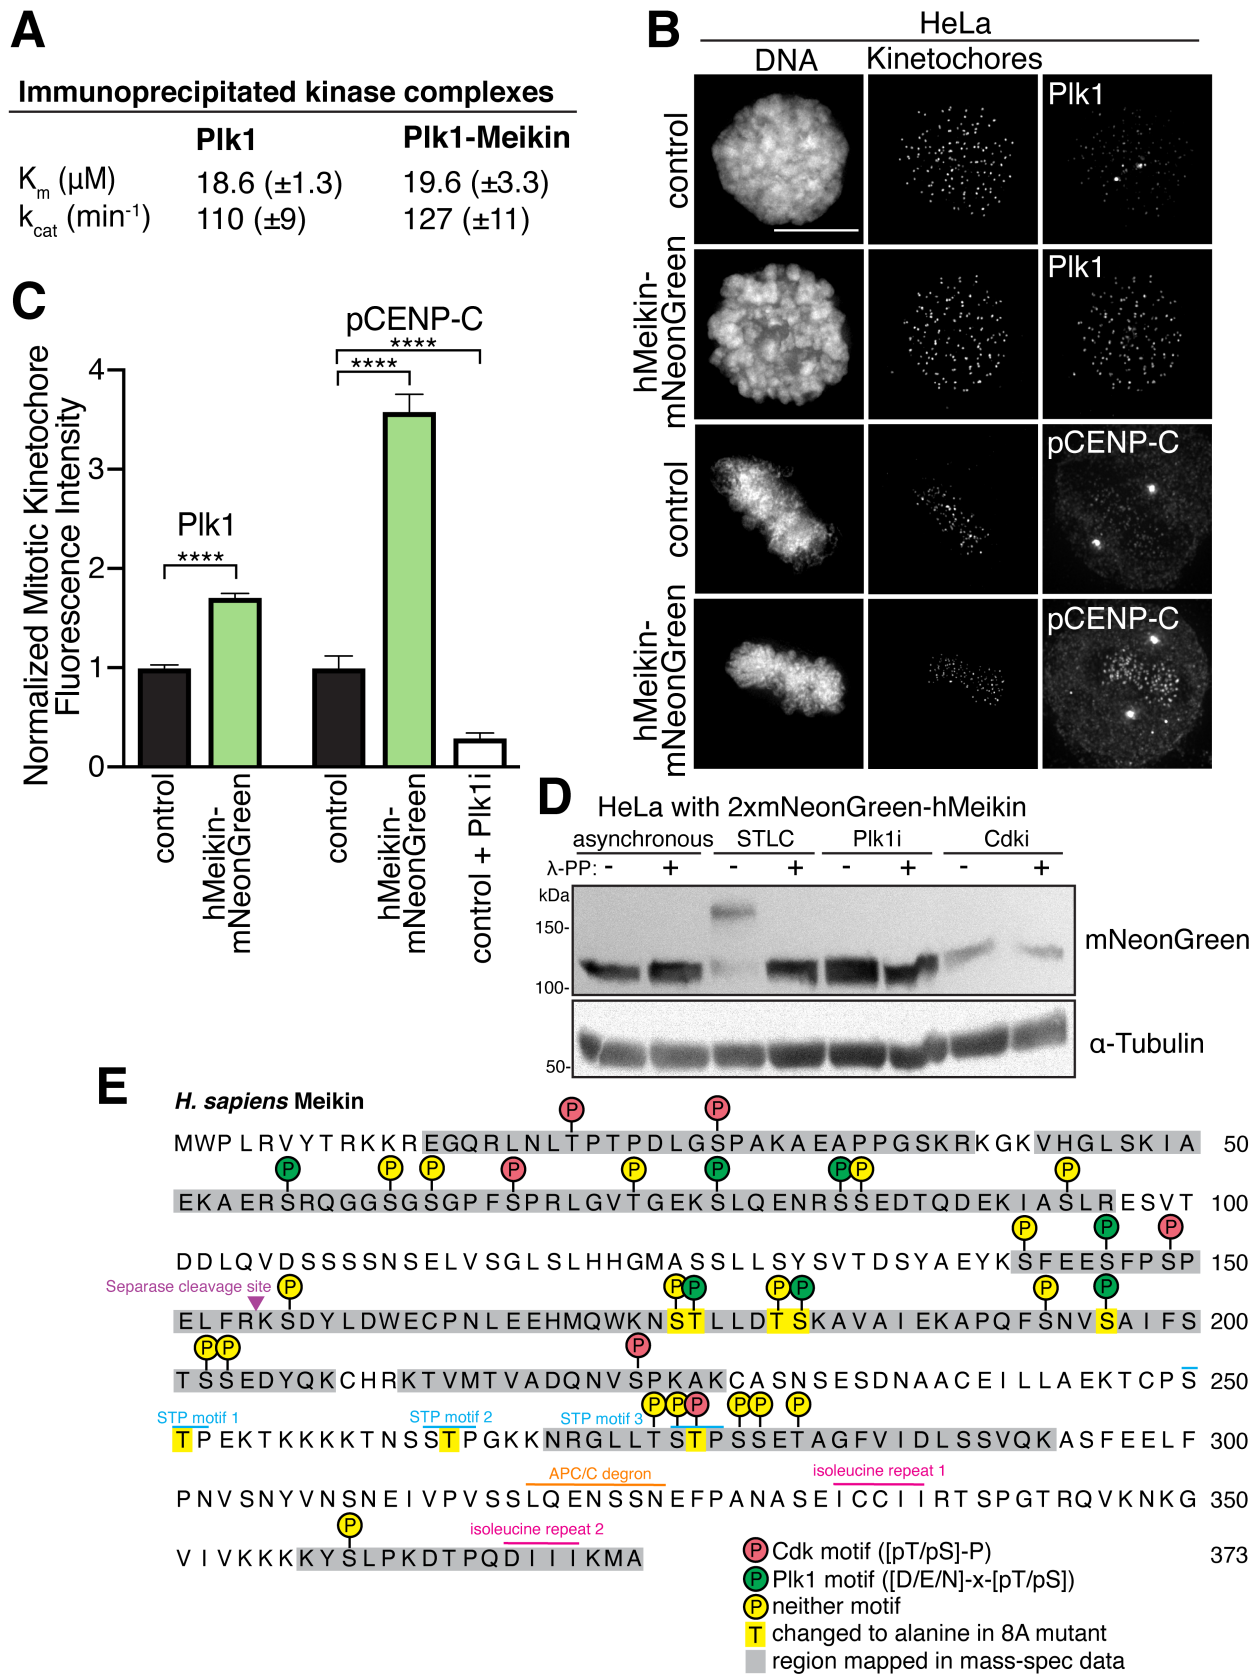 A
Immunoprecipitated kinase complexes
Plk1 Plk1-Meikin
Km (µM) 18.6 (±1.3) 19.6 (±3.3)
kcat (min-1) 110 (±9) 127 (±11)
B
HeLa
DNA Kinetochores
control
Plk1
hMeikin-
mNeonGreen
Plk1
control
pCENP-C
hMeikin-
mNeonGreen
pCENP-C
C
Normalized Mitotic Kinetochore
Fluorescence Intensity
4
3
2
1
0
Plk1
****
pCENP-C
****
****
control
hMeikin-
mNeonGreen
control
hMeikin-
mNeonGreen
control + Plk1i
D
HeLa with 2xmNeonGreen-hMeikin
asynchronous STLC Plk1i Cdki
λ-PP: - + - + - + - +
kDa
150-
100-
mNeonGreen
50-
α-Tubulin
E
H. sapiens Meikin
P P
MWPLRVYTRKKREGQRLNLTPTPDLGSPAKAEAPPGSKRKGKVHGLSKIA 50
P P P P P P P P P
EKAERSRQGGSGSGPFSPRLGVTGEKSLQENRSSEDTQDEKIASLRESVT 100
P P P
DDLQVDSSSSNSELVSGLSLHHGMASSLLSYSVTDSYAEYKSFEESFPSP 150
Separase cleavage site P P P P P P P
ELFRKSDYLDWECPNLEEHMQWKNSTLLDTSKAVAIEKAPQFSNVSAIFS 200
P P P
TSSEDYQKCHRKTVMTVADQNVSPKAKCASNSESDNAACEILLAEKTCPS 250
P P P P P P
STP motif 1 STP motif 2 STP motif 3
TPEKTKKKKTNSSTPGKKNRGLLTSTPSSETAGFVIDLSSVQKASFEELF 300
APC/C degron isoleucine repeat 1
PNVSNYVNSNEIVPVSSLQENSSNEFPANASEICCIIRTSPGTRQVKNKG 350
P isoleucine repeat 2
VIVKKKKYSLPKDTPQDIIIKMA 373
P Cdk motif ([pT/pS]-P)
P Plk1 motif ([D/E/N]-x-[pT/pS])
P neither motif
T changed to alanine in 8A mutant
region mapped in mass-spec data